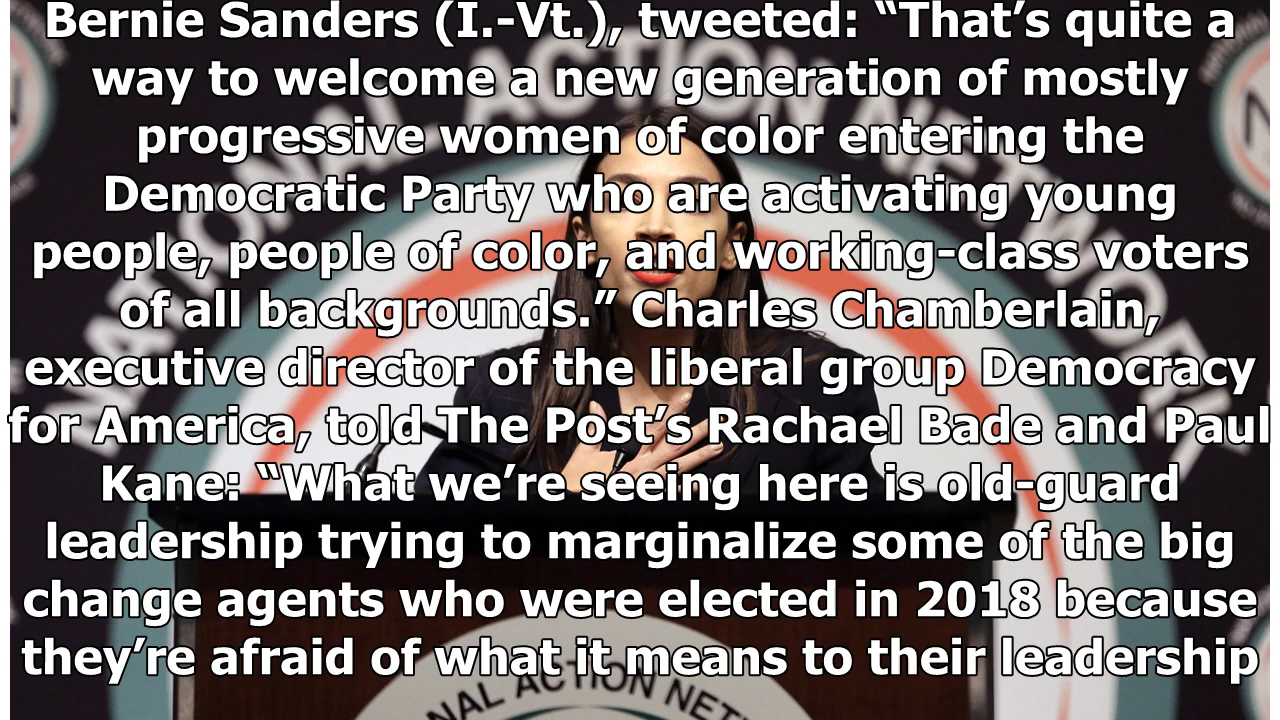 Bernie Sanders (I.-Vt.), tweeted: “That’s quite a
way to welcome a new generation of mostly
progressive women of color entering the
Democratic Party who are activating young
people, people of color, and working-class voters
of all backgrounds.” Charles Chamberlain,
executive director of the liberal group Democracy
for America, told The Post’s Rachael Bade and Paul
Kane: “What we’re seeing here is old-guard
leadership trying to marginalize some of the big
change agents who were elected in 2018 because
they’re afraid of what it means to their leadership
NATIONAL ACTION NETWORK
NAL ACTION NET